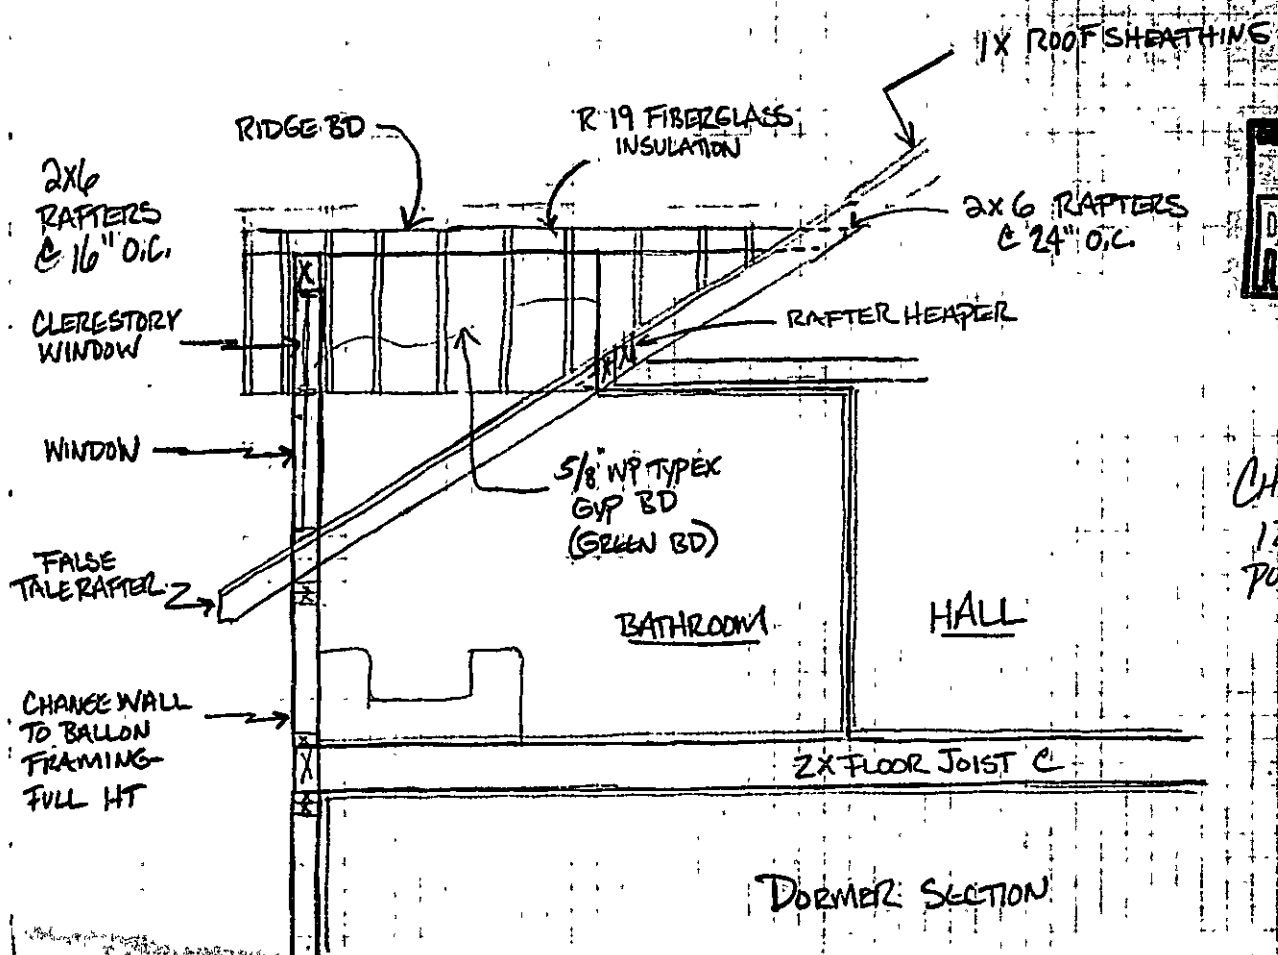 1X ROOF SHEATHING
RIDGE BD
R 19 FIBERGLASS
INSULATION
2X6
RAFTERS
@ 16" O.C.
2X6 RAFTERS
@ 24" O.C.
CLERESTORY
WINDOW
RAFTER HEADER
WINDOW
5/8" WP TYPEX
GYP BD
(GREEN BD)
FALSE
TALE RAFTER
BATHROOM
HALL
CHANGE WALL
TO BALLON
FRAMING-
FULL HT
2X FLOOR JOIST @
DORMER SECTION